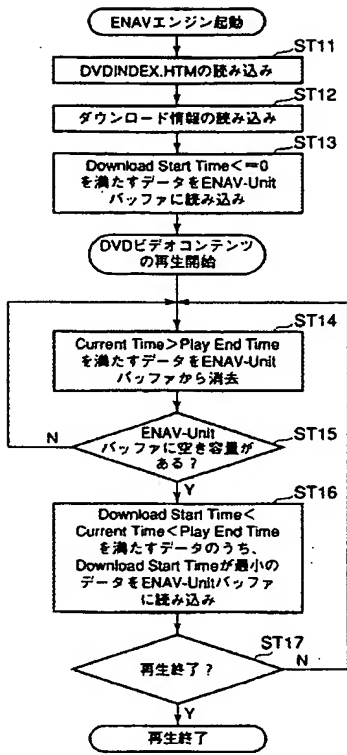 ENAVエンジン起動
ST11
DVDINDEX.HTMの読み込み
ST12
ダウンロード情報の読み込み
ST13
Download Start Time<=0
を満たすデータをENAV-Unit
バッファに読み込み
DVDビデオコンテンツ
の再生開始
ST14
Current Time>Play End Time
を満たすデータをENAV-Unit
バッファから消去
ENAV-Unit
バッファに空き容量が
ある?
ST15
N
Y
ST16
Download Start Time<
Current Time<Play End Time
を満たすデータのうち、
Download Start Timeが最小の
データをENAV-Unitバッファ
に読み込み
ST17
再生終了?
N
Y
再生終了